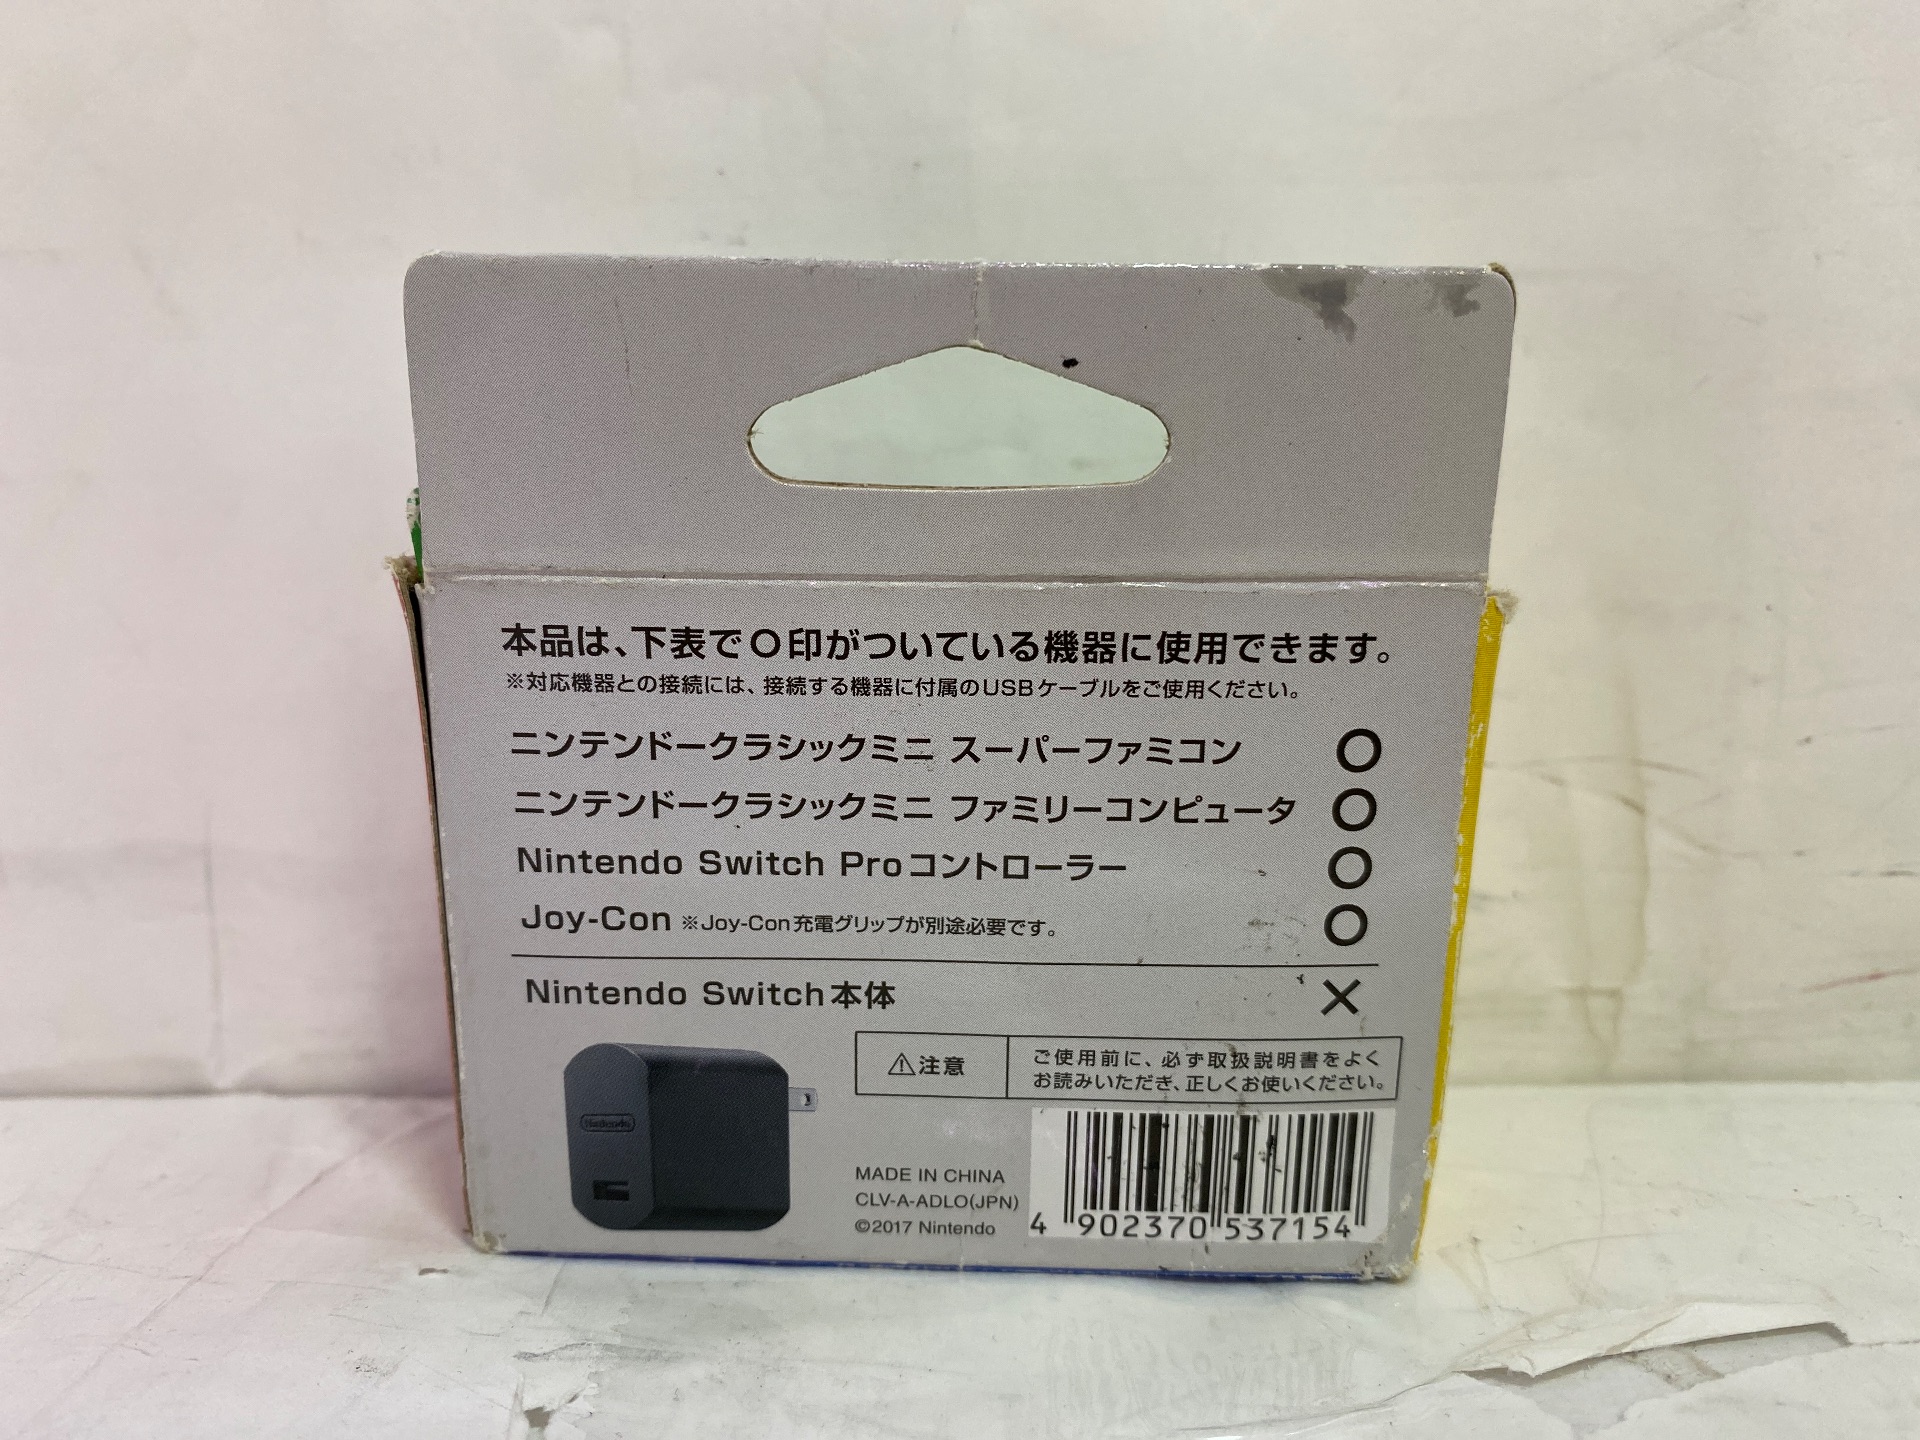 本品は、下表で○印がついている機器に使用できます。
※対応機器との接続には、接続する機器に付属のUSBケーブルをご使用ください。
ニンテンドークラシックミニ スーパーファミコン ○
ニンテンドークラシックミニ ファミリーコンピュータ ○
Nintendo Switch Proコントローラー ○
Joy-Con ※Joy-Con充電グリップが別途必要です。 ○
Nintendo Switch本体 ×
⚠注意
ご使用前に、必ず取扱説明書をよく
お読みいただき、正しくお使いください。
Nintendo
MADE IN CHINA
CLV-A-ADLO(JPN)
©2017 Nintendo
4 902370 537154